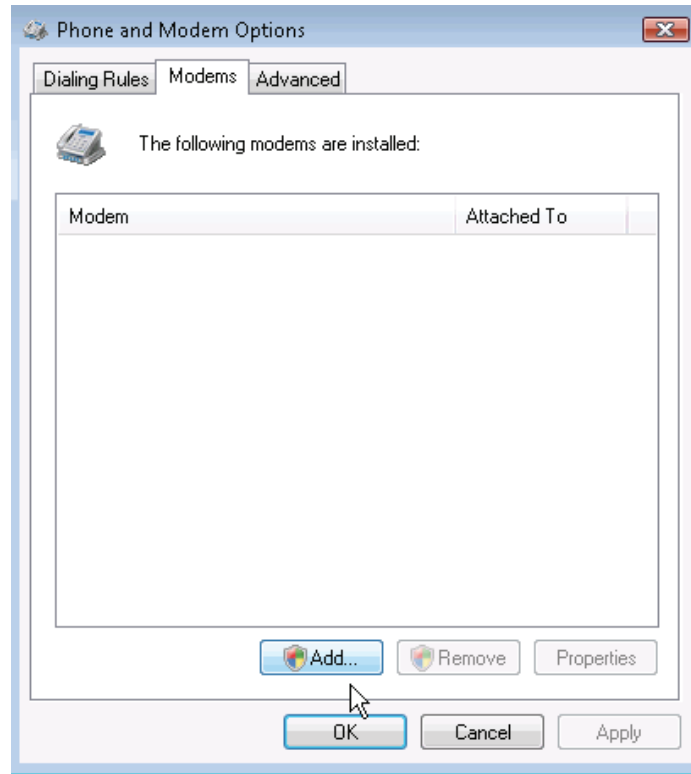 Phone and Modem Options
Dialing Rules Modems Advanced
The following modems are installed:
Modem Attached To
Add... Remove Properties
OK Cancel Apply